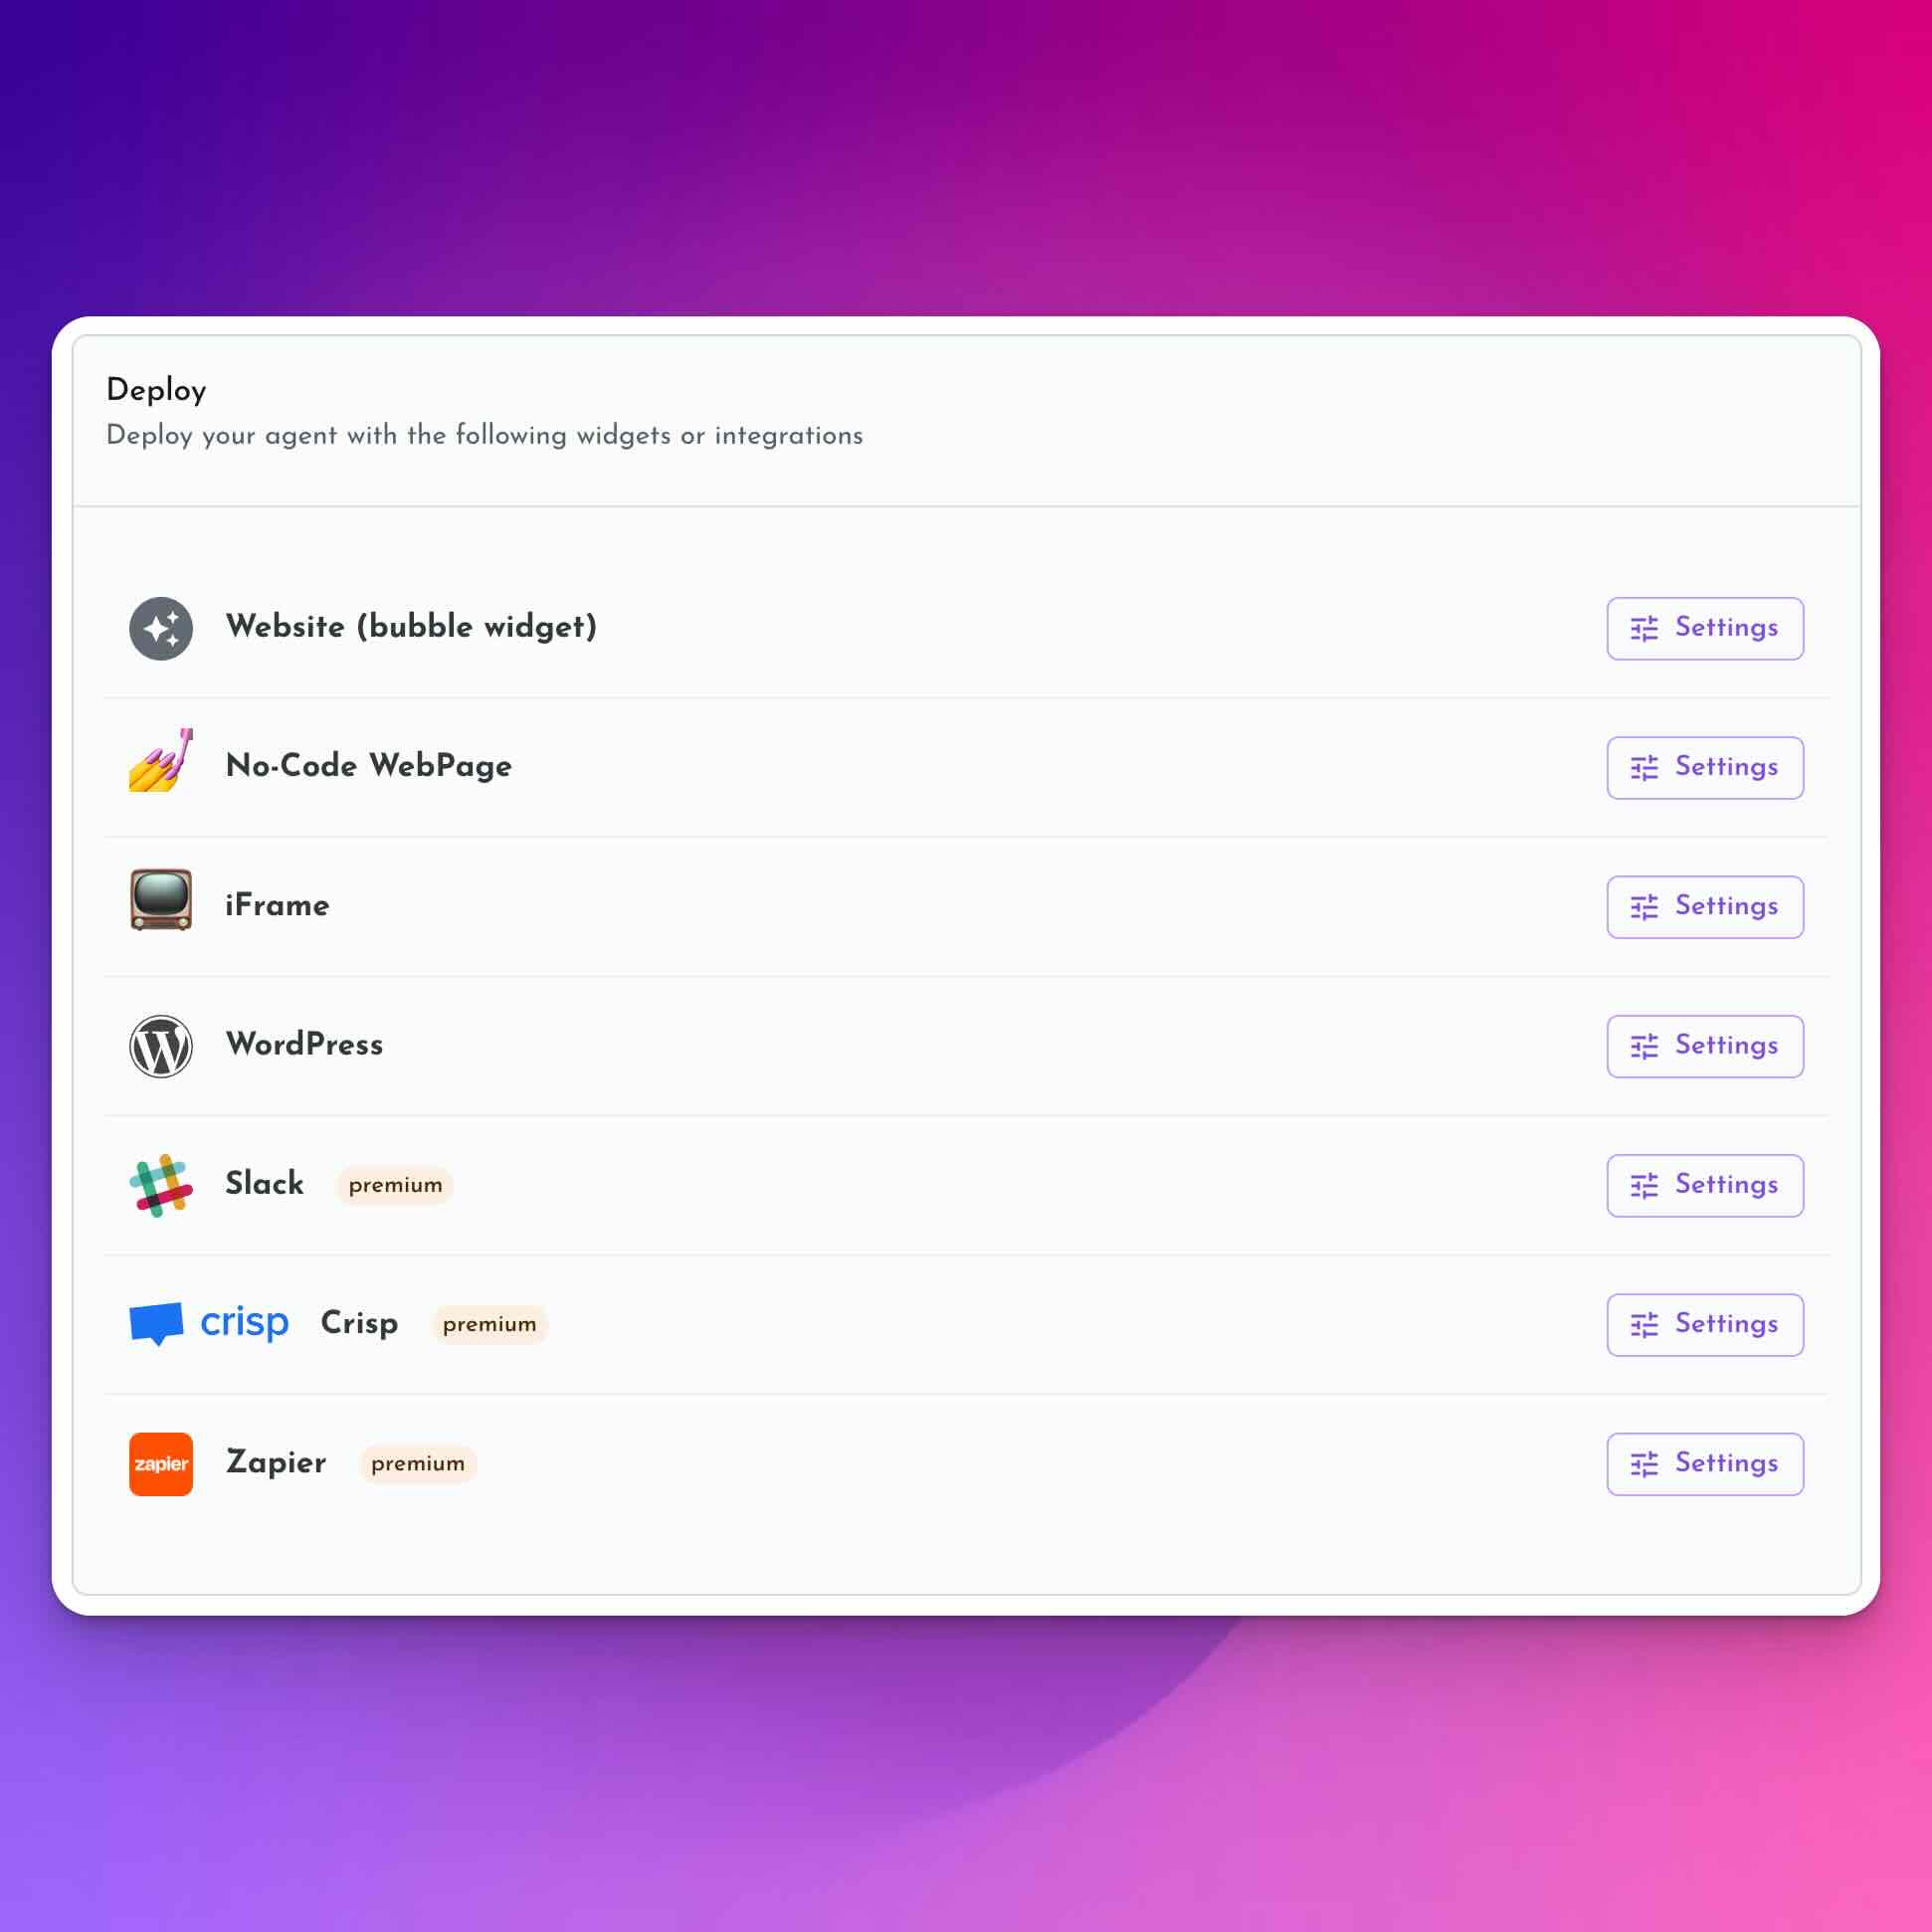 Deploy
Deploy your agent with the following widgets or integrations
Website (bubble widget)
Settings
No-Code WebPage
Settings
iFrame
Settings
WordPress
Settings
Slack premium
Settings
crisp Crisp premium
Settings
zapier Zapier premium
Settings